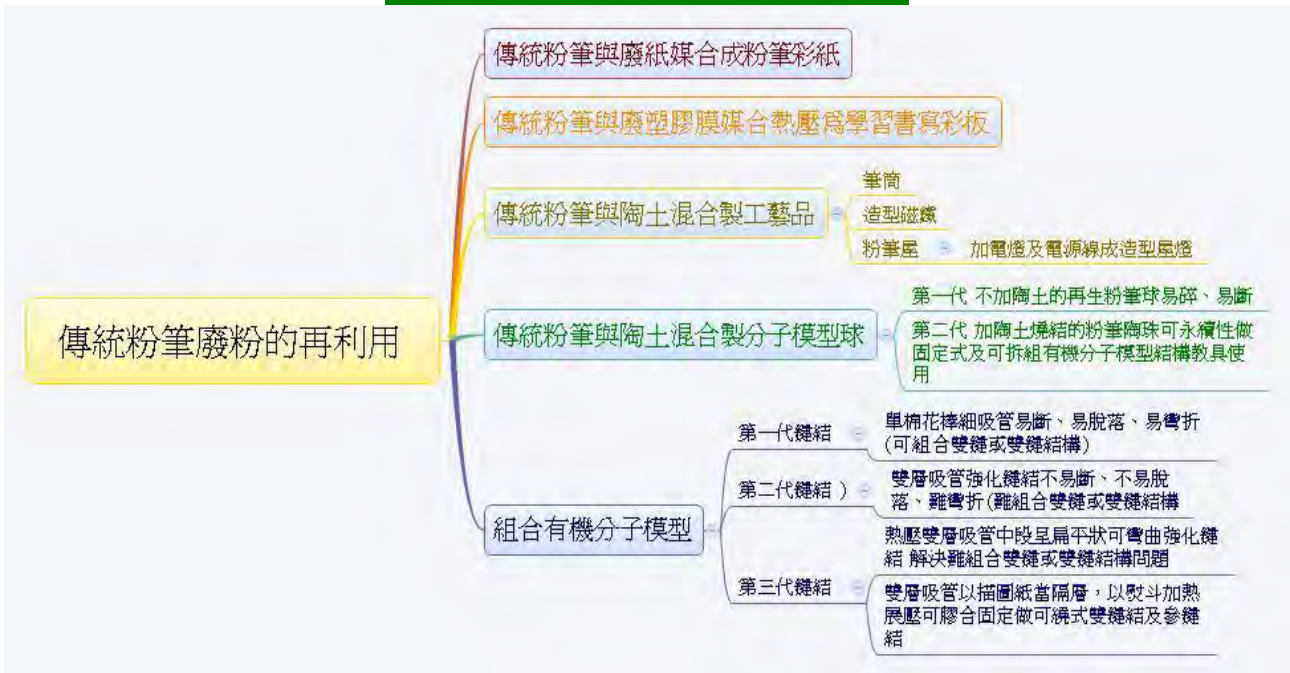 傳統粉筆與廢紙媒合成粉筆彩紙
傳統粉筆與廢塑膠膜媒合熱壓為學習書寫彩板
傳統粉筆與陶土混合製工藝品
筆筒
造型磁鐵
粉筆屋
加電燈及電源線成造型屋燈
傳統粉筆廢粉的再利用
傳統粉筆與陶土混合製分子模型球
第一代 不加陶土的再生粉筆球易碎、易斷
第二代 加陶土燒結的粉筆陶珠可永續性做
固定式及可拆組有機分子模型結構教具使
用
組合有機分子模型
第一代鍵結
單棉花棒細吸管易斷、易脫落、易彎折
(可組合雙鍵或雙鍵結構)
第二代鍵結 )
雙層吸管強化鍵結不易斷、不易脫
落、難彎折(難組合雙鍵或雙鍵結構
第三代鍵結
熱壓雙層吸管中段呈扁平狀可彎曲強化鍵
結 解決難組合雙鍵或雙鍵結構問題
雙層吸管以描圖紙當隔層，以熨斗加熱
展壓可膠合固定做可繞式雙鍵結及參鍵
結